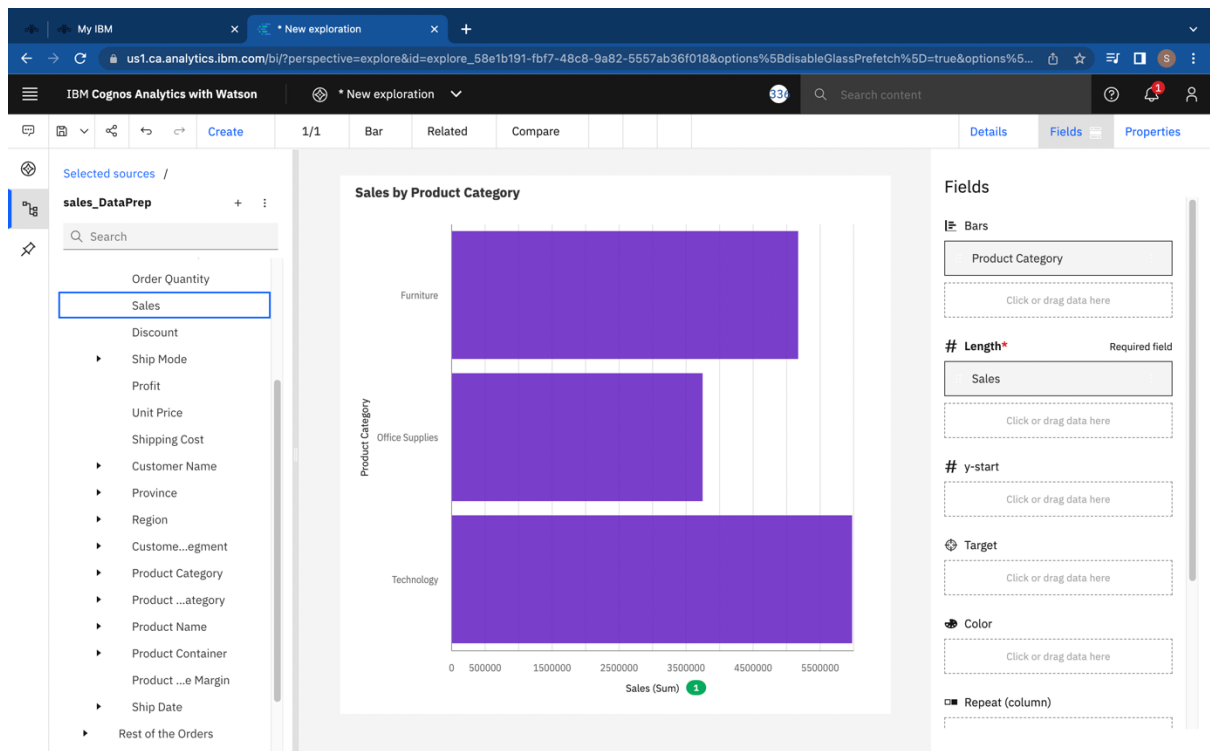 My IBM
* New exploration
us1.ca.analytics.ibm.com/bi/?perspective=explore&id=explore_58e1b191-fbf7-48c8-9a82-5557ab36f018&options%5BdisableGlassPrefetch%5D=true&options%5...
S
IBM Cognos Analytics with Watson
* New exploration
336
Search content
1
Create
1/1
Bar
Related
Compare
Details
Fields
Properties
Selected sources /
sales_DataPrep
Search
Order Quantity
Sales
Discount
Ship Mode
Profit
Unit Price
Shipping Cost
Customer Name
Province
Region
Custome...egment
Product Category
Product ...ategory
Product Name
Product Container
Product ...e Margin
Ship Date
Rest of the Orders
Sales by Product Category
Product Category
Furniture
Office Supplies
Technology
0 500000 1500000 2500000 3500000 4500000 5500000
Sales (Sum) 1
Fields
Bars
Product Category
Click or drag data here
# Length* Required field
Sales
Click or drag data here
# y-start
Click or drag data here
Target
Click or drag data here
Color
Click or drag data here
Repeat (column)